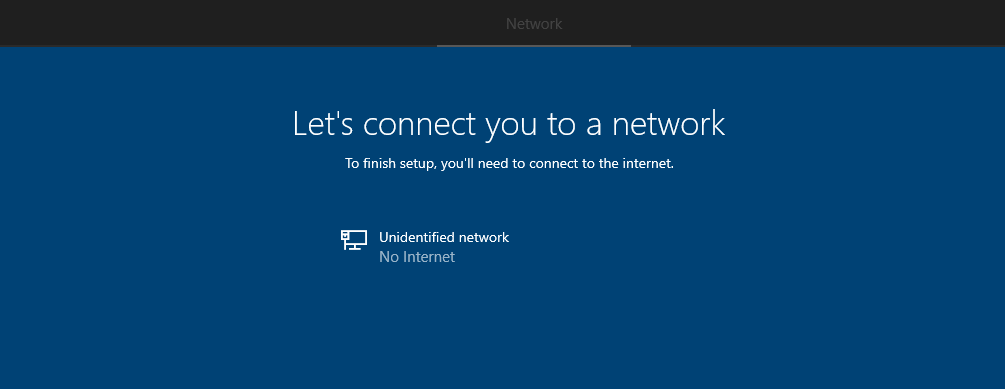 Network
Let's connect you to a network
To finish setup, you'll need to connect to the internet.
Unidentified network
No Internet